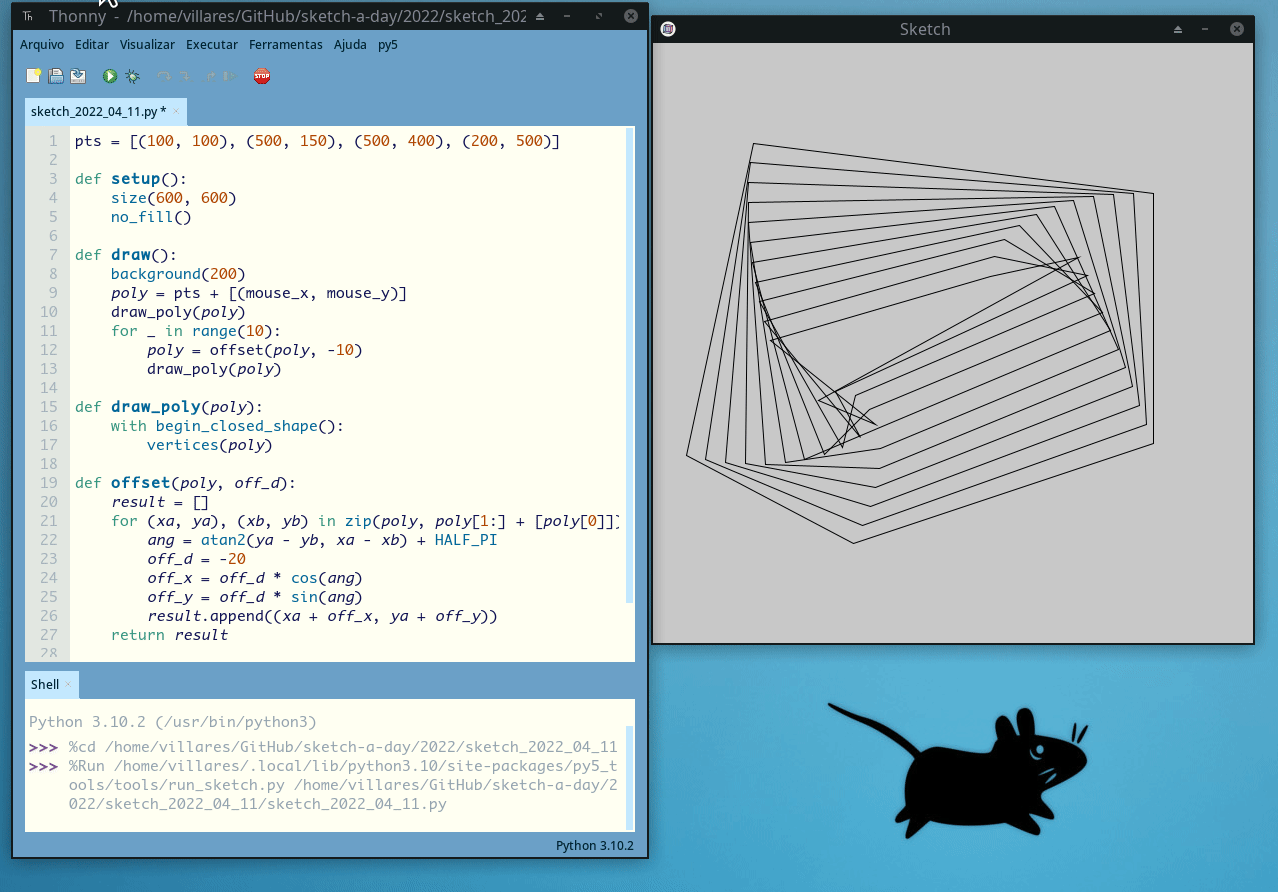 Th Thonny - /home/villares/GitHub/sketch-a-day/2022/sketch_202
Arquivo Editar Visualizar Executar Ferramentas Ajuda py5
STOP
sketch_2022_04_11.py * ×
1 pts = [(100, 100), (500, 150), (500, 400), (200, 500)]
2
3 def setup():
4     size(600, 600)
5     no_fill()
6
7 def draw():
8     background(200)
9     poly = pts + [(mouse_x, mouse_y)]
10     draw_poly(poly)
11     for _ in range(10):
12         poly = offset(poly, -10)
13         draw_poly(poly)
14
15 def draw_poly(poly):
16     with begin_closed_shape():
17         vertices(poly)
18
19 def offset(poly, off_d):
20     result = []
21     for (xa, ya), (xb, yb) in zip(poly, poly[1:] + [poly[0]])
22         ang = atan2(ya - yb, xa - xb) + HALF_PI
23         off_d = -20
24         off_x = off_d * cos(ang)
25         off_y = off_d * sin(ang)
26         result.append((xa + off_x, ya + off_y))
27     return result
28
Shell ×
Python 3.10.2 (/usr/bin/python3)
>>> %cd /home/villares/GitHub/sketch-a-day/2022/sketch_2022_04_11
>>> %Run /home/villares/.local/lib/python3.10/site-packages/py5_t
ools/tools/run_sketch.py /home/villares/GitHub/sketch-a-day/2
022/sketch_2022_04_11/sketch_2022_04_11.py
Python 3.10.2
Sketch